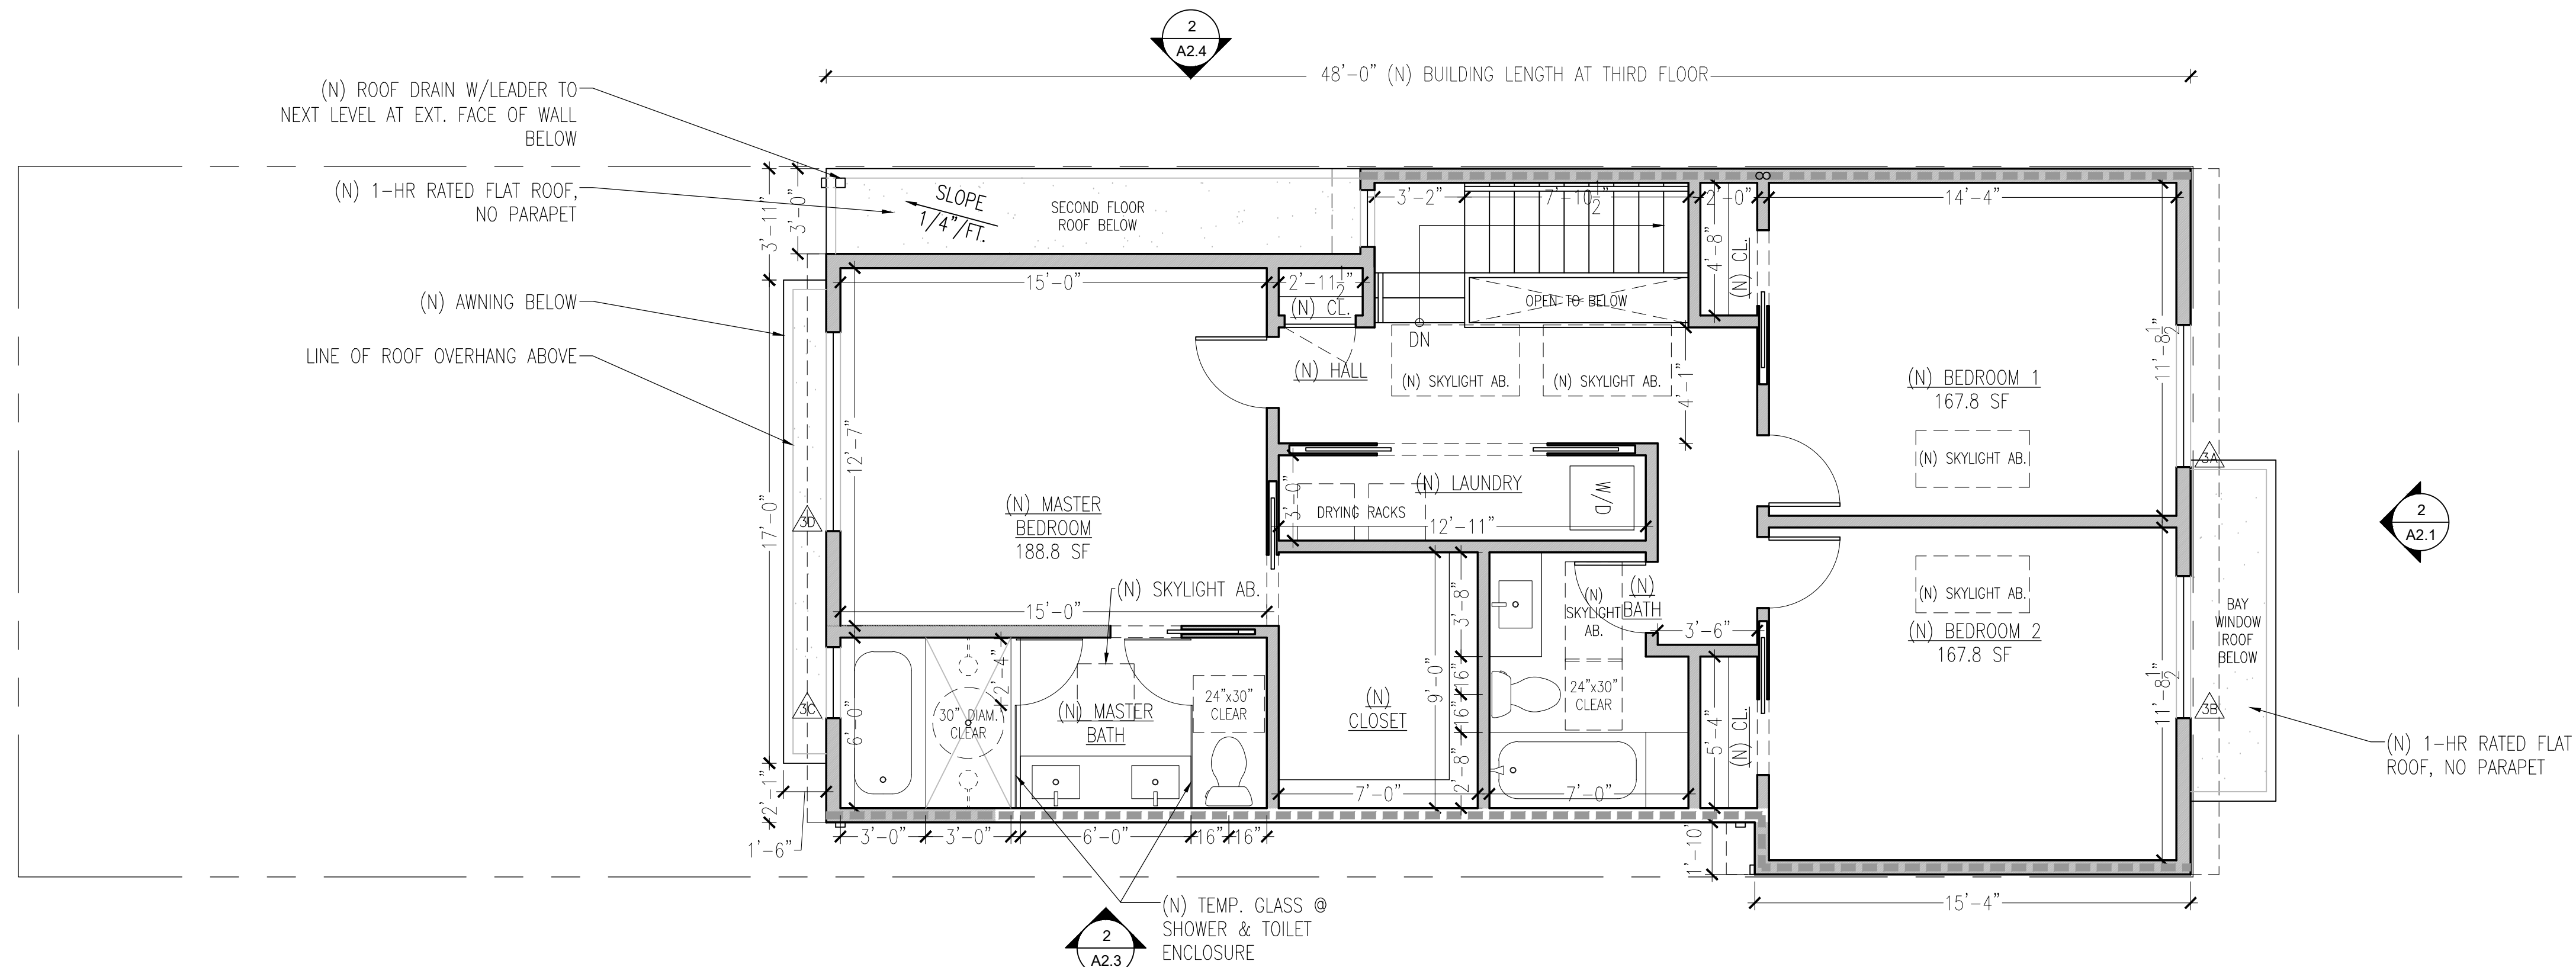 2
A2.4
48'-0" (N) BUILDING LENGTH AT THIRD FLOOR
(N) ROOF DRAIN W/LEADER TO
NEXT LEVEL AT EXT. FACE OF WALL
BELOW
(N) 1-HR RATED FLAT ROOF,
NO PARAPET
(N) AWNING BELOW
LINE OF ROOF OVERHANG ABOVE
3'-11"
3'-0"
SLOPE
1/4"/FT.
SECOND FLOOR
ROOF BELOW
3'-2"
7'-10 1/2"
2'-0"
14'-4"
4'-8"
(N) CL.
15'-0"
2'-11 1/2"
(N) CL.
OPEN TO BELOW
DN
(N) HALL
(N) SKYLIGHT AB.
(N) SKYLIGHT AB.
4'-1"
11'-8 1/2"
(N) BEDROOM 1
167.8 SF
(N) SKYLIGHT AB.
3A
2
A2.1
12'-7"
17'-0"
3D
(N) MASTER
BEDROOM
188.8 SF
3'-0"
(N) LAUNDRY
DRYING RACKS
W/D
12'-11"
(N) SKYLIGHT AB.
15'-0"
9'-0"
3'-8"
16"
16"
2'-8"
(N)
SKYLIGHT
AB.
(N)
BATH
3'-6"
(N) SKYLIGHT AB.
(N) BEDROOM 2
167.8 SF
BAY
WINDOW
ROOF
BELOW
11'-8 1/2"
3B
3C
6'-0"
2'-4"
30" DIAM.
CLEAR
(N) MASTER
BATH
24"x30"
CLEAR
(N)
CLOSET
24"x30"
CLEAR
5'-4"
(N) CL.
(N) 1-HR RATED FLAT
ROOF, NO PARAPET
7'-0"
7'-0"
2'-1"
1'-6"
3'-0"
3'-0"
6'-0"
16"
16"
1'-10"
15'-4"
(N) TEMP. GLASS @
SHOWER & TOILET
ENCLOSURE
2
A2.3